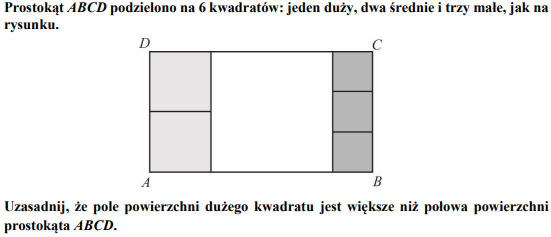 Prostokąt ABCD podzielono na 6 kwadratów: jeden duży, dwa średnie i trzy małe, jak na
rysunku.
D
C
A
B
Uzasadnij, że pole powierzchni dużego kwadratu jest większe niż połowa powierzchni
prostokąta ABCD.